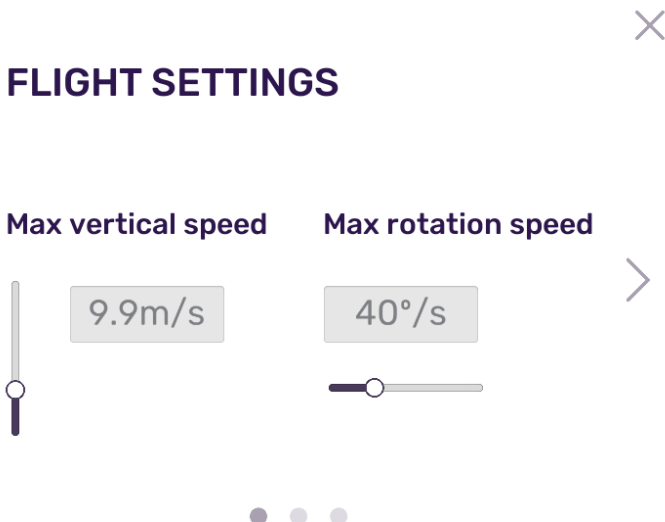 FLIGHT SETTINGS
Max vertical speed
Max rotation speed
9.9m/s
40°/s